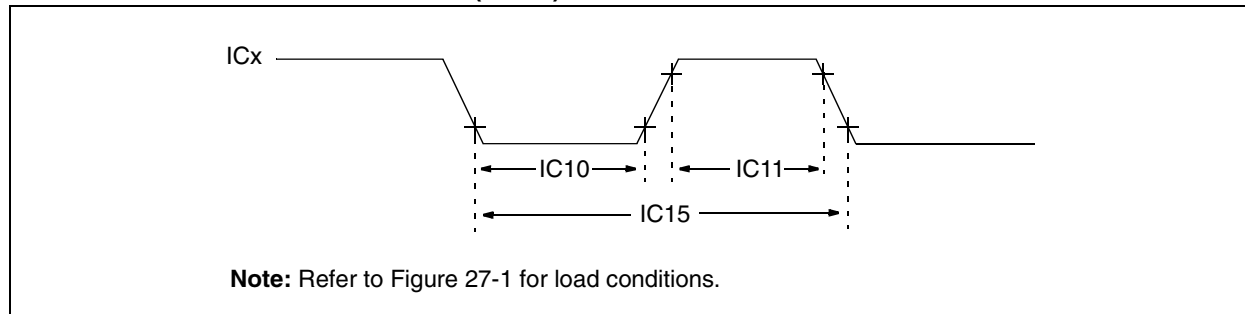 ICx
IC10
IC11
IC15
Note: Refer to Figure 27-1 for load conditions.